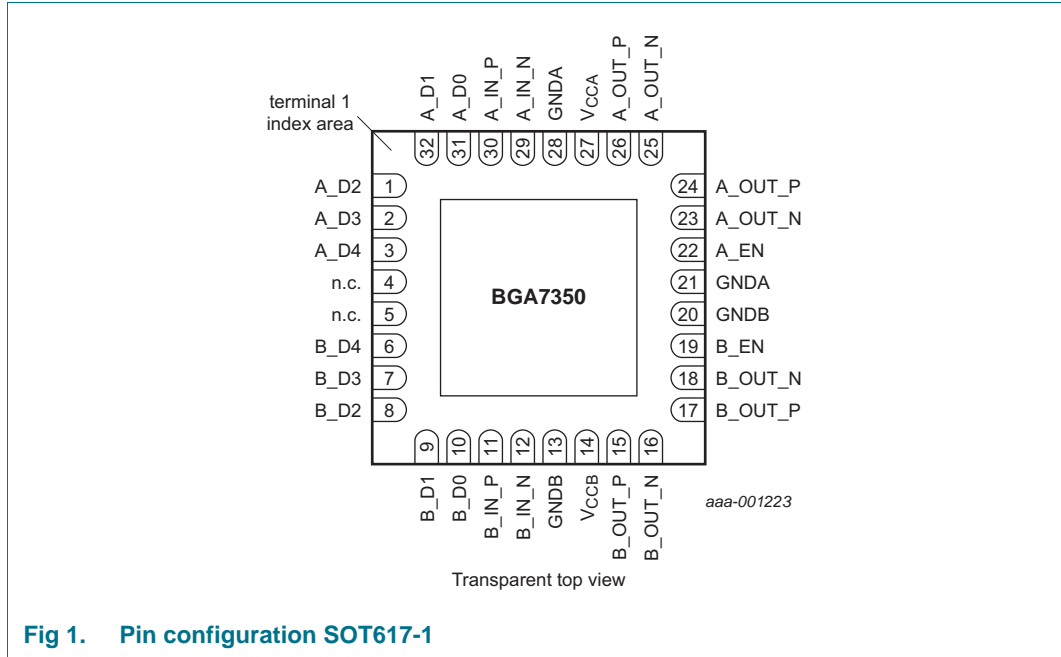 A_D1
A_D0
A_IN_P
A_IN_N
GNDA
VCCA
A_OUT_P
A_OUT_N
terminal 1
index area
32
31
30
29
28
27
26
25
A_D2 1
A_D3 2
A_D4 3
n.c. 4
n.c. 5
B_D4 6
B_D3 7
B_D2 8
BGA7350
24 A_OUT_P
23 A_OUT_N
22 A_EN
21 GNDA
20 GNDB
19 B_EN
18 B_OUT_N
17 B_OUT_P
9
10
11
12
13
14
15
16
B_D1
B_D0
B_IN_P
B_IN_N
GNDB
VCCB
B_OUT_P
B_OUT_N
aaa-001223
Transparent top view
Fig 1. Pin configuration SOT617-1